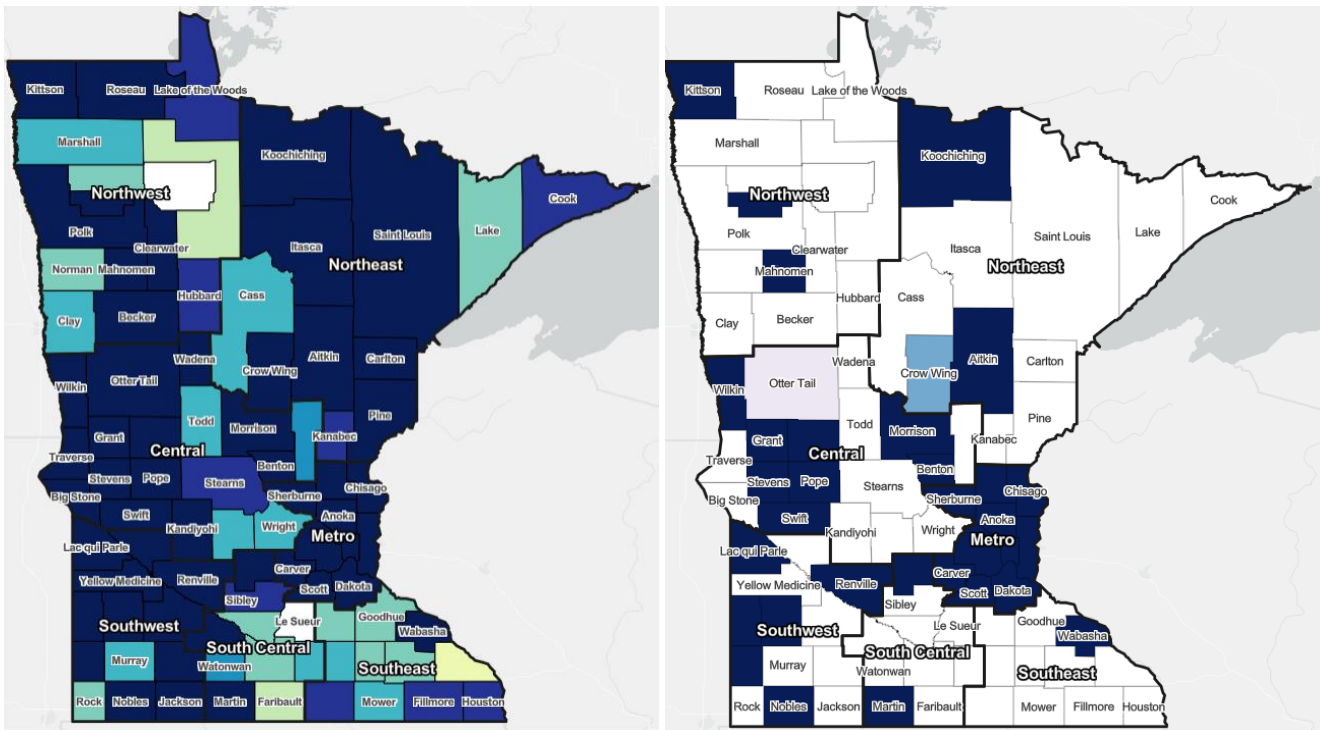 Kittson
Roseau
Lake of the Woods
Marshall
Koochiching
Northwest
Cook
Polk
Saint Louis
Lake
Clearwater
Itasca
Northeast
Norman
Mahnomen
Hubbard
Cass
Clay
Becker
Wadena
Aitkin
Carlton
Crow Wing
Wilkin
Otter Tail
Todd
Pine
Morrison
Kanabec
Grant
Central
Traverse
Benton
Stevens
Pope
Stearns
Chisago
Big Stone
Sherburne
Swift
Anoka
Kandiyohi
Wright
Metro
Lac qui Parle
Carver
Yellow Medicine
Renville
Scott
Dakota
Sibley
Le Sueur
Goodhue
Southwest
Wabasha
South Central
Murray
Watonwan
Southeast
Rock
Nobles
Jackson
Martin
Faribault
Mower
Fillmore
Houston
Kittson
Roseau
Lake of the Woods
Marshall
Koochiching
Northwest
Cook
Polk
Saint Louis
Lake
Clearwater
Itasca
Northeast
Mahnomen
Hubbard
Cass
Clay
Becker
Wadena
Aitkin
Carlton
Crow Wing
Wilkin
Otter Tail
Todd
Pine
Morrison
Kanabec
Grant
Central
Traverse
Benton
Stevens
Pope
Stearns
Chisago
Big Stone
Sherburne
Swift
Anoka
Kandiyohi
Wright
Metro
Lac qui Parle
Carver
Yellow Medicine
Renville
Scott
Dakota
Sibley
Le Sueur
Goodhue
Southwest
Wabasha
South Central
Murray
Watonwan
Southeast
Rock
Nobles
Jackson
Martin
Faribault
Mower
Fillmore
Houston